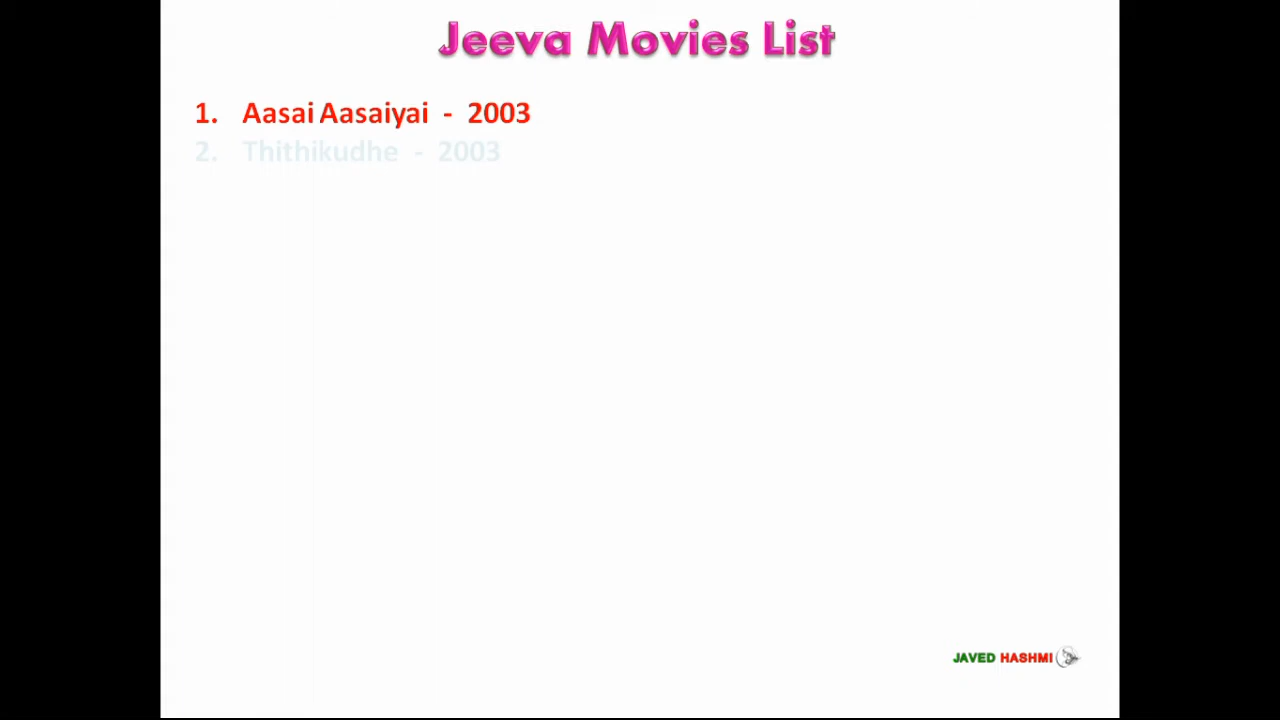 Jeeva Movies List
1. Aasai Aasaiyai - 2003
2. Thithikudhe - 2003
JAVED HASHMI